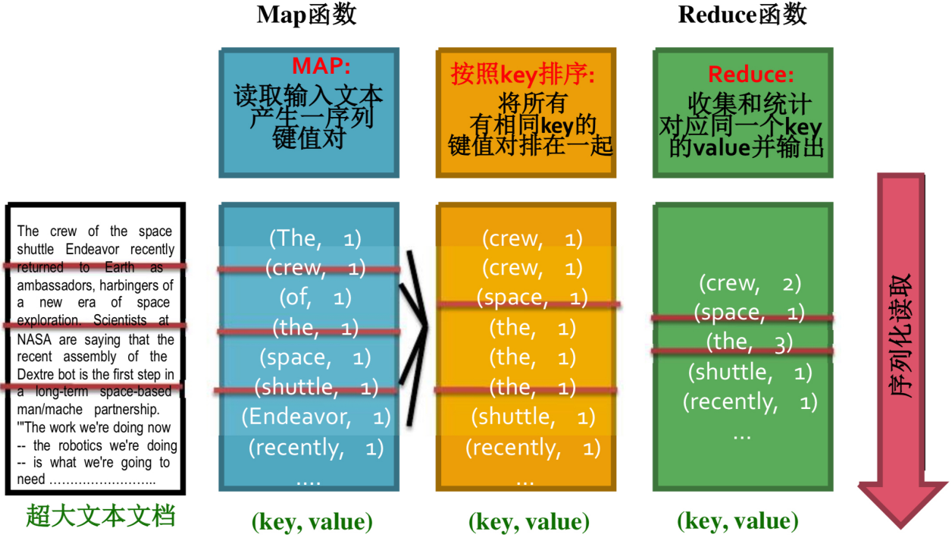 Map函数
Reduce函数
MAP:
读取输入文本
产生一序列
键值对
按照key排序:
将所有
有相同key的
键值对排在一起
Reduce:
收集和统计
对应同一个key
的value并输出
The crew of the space
shuttle Endeavor recently
returned to Earth as
ambassadors, harbingers of
a new era of space
exploration. Scientists at
NASA are saying that the
recent assembly of the
Dextre bot is the first step in
a long-term space-based
man/mache partnership.
'"The work we're doing now
-- the robotics we're doing
-- is what we're going to
need ……………………..
超大文本文档
(The, 1)
(crew, 1)
(of, 1)
(the, 1)
(space, 1)
(shuttle, 1)
(Endeavor, 1)
(recently, 1)
....
(key, value)
(crew, 1)
(crew, 1)
(space, 1)
(the, 1)
(the, 1)
(the, 1)
(shuttle, 1)
(recently, 1)
...
(key, value)
(crew, 2)
(space, 1)
(the, 3)
(shuttle, 1)
(recently, 1)
...
(key, value)
序列化读取